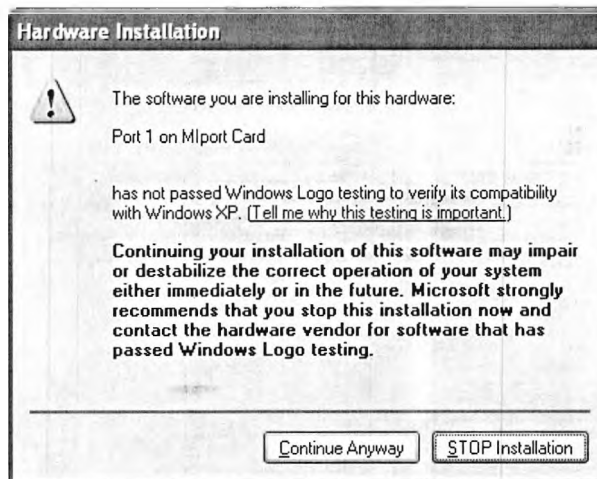 Hardware Installation
The software you are installing for this hardware:
Port 1 on MIport Card
has not passed Windows Logo testing to verify its compatibility
with Windows XP. (Tell me why this testing is important.)
Continuing your installation of this software may impair
or destabilize the correct operation of your system
either immediately or in the future. Microsoft strongly
recommends that you stop this installation now and
contact the hardware vendor for software that has
passed Windows Logo testing.
Continue Anyway
STOP Installation